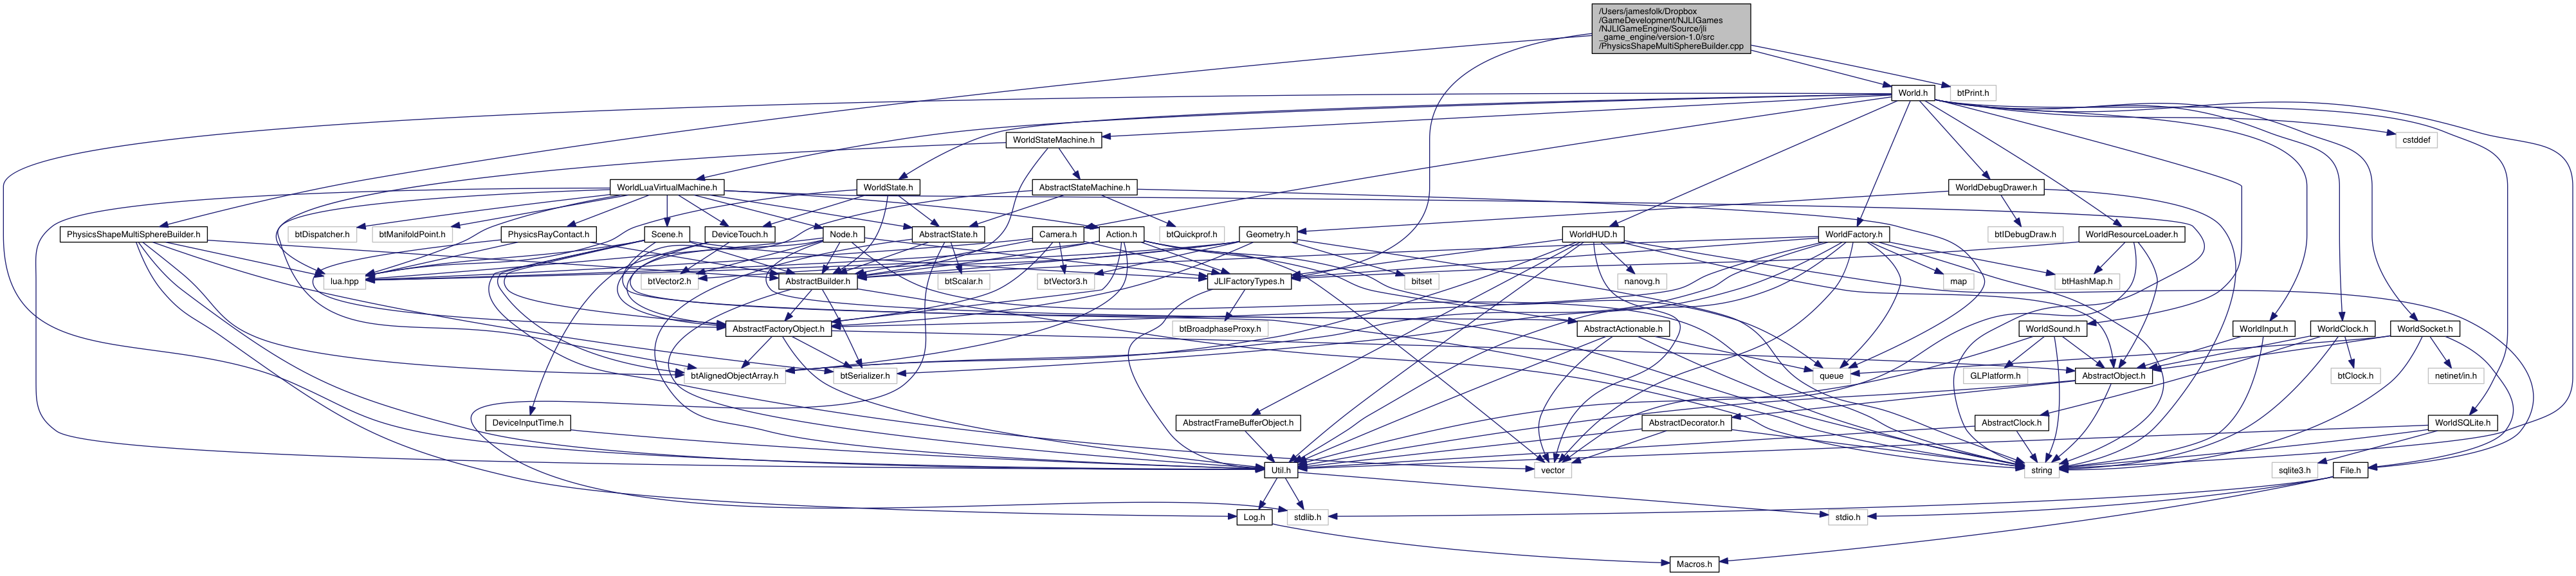 /Users/jamesfolk/Dropbox
/GameDevelopment/NJLIGames
/NJLIGameEngine/Source/jli
_game_engine/version-1.0/src
/PhysicsShapeMultiSphereBuilder.cpp
World.h
btPrint.h
WorldStateMachine.h
cstddef
WorldLuaVirtualMachine.h
WorldState.h
AbstractStateMachine.h
WorldDebugDrawer.h
PhysicsShapeMultiSphereBuilder.h
btDispatcher.h
btManifoldPoint.h
PhysicsRayContact.h
Scene.h
DeviceTouch.h
Node.h
AbstractState.h
Camera.h
Action.h
btQuickprof.h
Geometry.h
WorldHUD.h
WorldFactory.h
btIDebugDraw.h
WorldResourceLoader.h
lua.hpp
btVector2.h
AbstractBuilder.h
btScalar.h
btVector3.h
JLIFactoryTypes.h
bitset
nanovg.h
map
btHashMap.h
AbstractFactoryObject.h
btBroadphaseProxy.h
AbstractActionable.h
WorldSound.h
WorldInput.h
WorldClock.h
WorldSocket.h
btAlignedObjectArray.h
btSerializer.h
queue
GLPlatform.h
AbstractObject.h
btClock.h
netinet/in.h
DeviceInputTime.h
AbstractFrameBufferObject.h
AbstractDecorator.h
AbstractClock.h
WorldSQLite.h
Util.h
vector
string
sqlite3.h
File.h
Log.h
stdlib.h
stdio.h
Macros.h